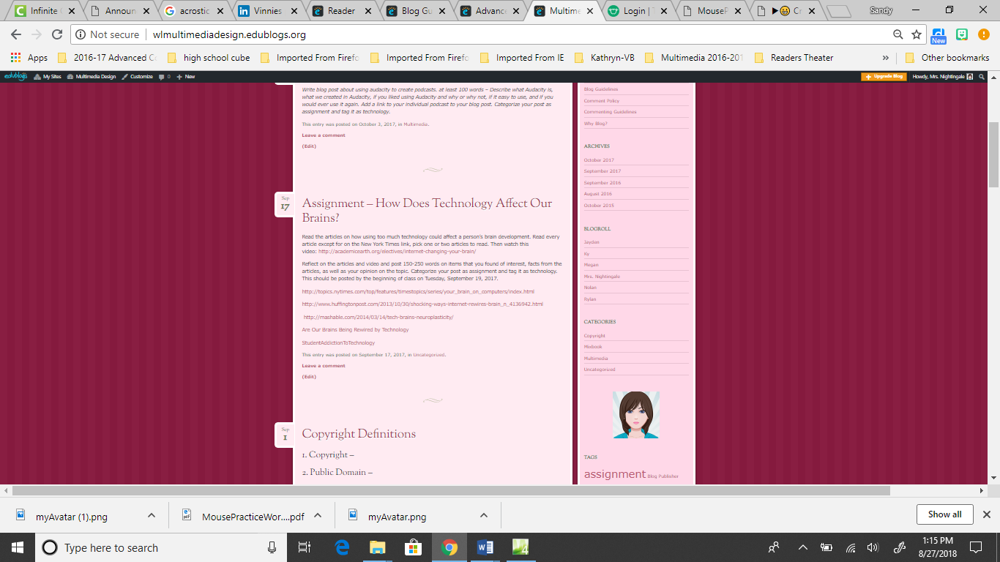 Infinite
Announ
acrostic
Vinnies
Reader
Blog Gu
Advance
Multime
Login | T
MouseP
Cr
Sandy
Not secure
wlmultimediadesign.edublogs.org
New
Apps
2016-17 Advanced Co
high school cube
Imported From Firefo
Imported From Firefo
Imported From IE
Kathryn-VB
Multimedia 2016-201
Readers Theater
»
Other bookmarks
edublogs
My Sites
Multimedia Design
Customize
0
New
Upgrade Blog
Howdy, Mrs. Nightingale
Write blog post about using audacity to create podcasts. at least 100 words – Describe what Audacity is,
what we created in Audacity, if you liked using Audacity and why or why not, if it easy to use, and if you
would ever use it again. Add a link to your individual podcast to your blog post. Categorize your post as
assignment and tag it as technology.
This entry was posted on October 3, 2017, in Multimedia.
Leave a comment
(Edit)
Sep
17
Assignment – How Does Technology Affect Our
Brains?
Read the articles on how using too much technology could affect a person's brain development. Read every
article except for on the New York Times link, pick one or two articles to read. Then watch this
video: http://academicearth.org/electives/internet-changing-your-brain/
Reflect on the articles and video and post 150-250 words on items that you found of interest, facts from the
articles, as well as your opinion on the topic. Categorize your post as assignment and tag it as technology.
This should be posted by the beginning of class on Tuesday, September 19, 2017.
http://topics.nytimes.com/top/features/timestopics/series/your_brain_on_computers/index.html
http://www.huffingtonpost.com/2013/10/30/shocking-ways-internet-rewires-brain_n_4136942.html
http://mashable.com/2014/03/14/tech-brains-neuroplasticity/
Are Our Brains Being Rewired by Technology
StudentAddictionToTechnology
This entry was posted on September 17, 2017, in Uncategorized.
Leave a comment
(Edit)
Sep
1
Copyright Definitions
1. Copyright –
2. Public Domain –
Blog Guidelines
Comment Policy
Commenting Guidelines
Why Blog?
ARCHIVES
October 2017
September 2017
September 2016
August 2016
October 2015
BLOGROLL
Jayden
Ky
Megan
Mrs. Nightingale
Nolan
Rylan
CATEGORIES
Copyright
Mixbook
Multimedia
Uncategorized
TAGS
assignment Blog Publisher
myAvatar (1).png
MousePracticeWor....pdf
myAvatar.png
Show all
Type here to search
1:15 PM
8/27/2018